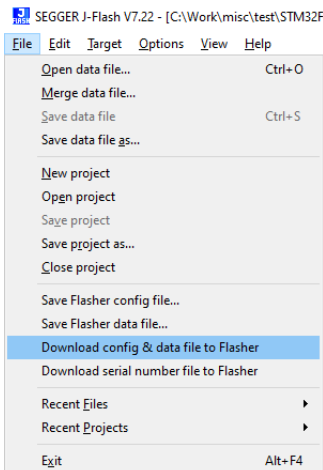 SEGGER J-Flash V7.22 - [C:\Work\misc\test\STM32F
File Edit Target Options View Help
Open data file... Ctrl+O
Merge data file...
Save data file Ctrl+S
Save data file as...
New project
Open project
Save project
Save project as...
Close project
Save Flasher config file...
Save Flasher data file...
Download config & data file to Flasher
Download serial number file to Flasher
Recent Files
Recent Projects
Exit Alt+F4